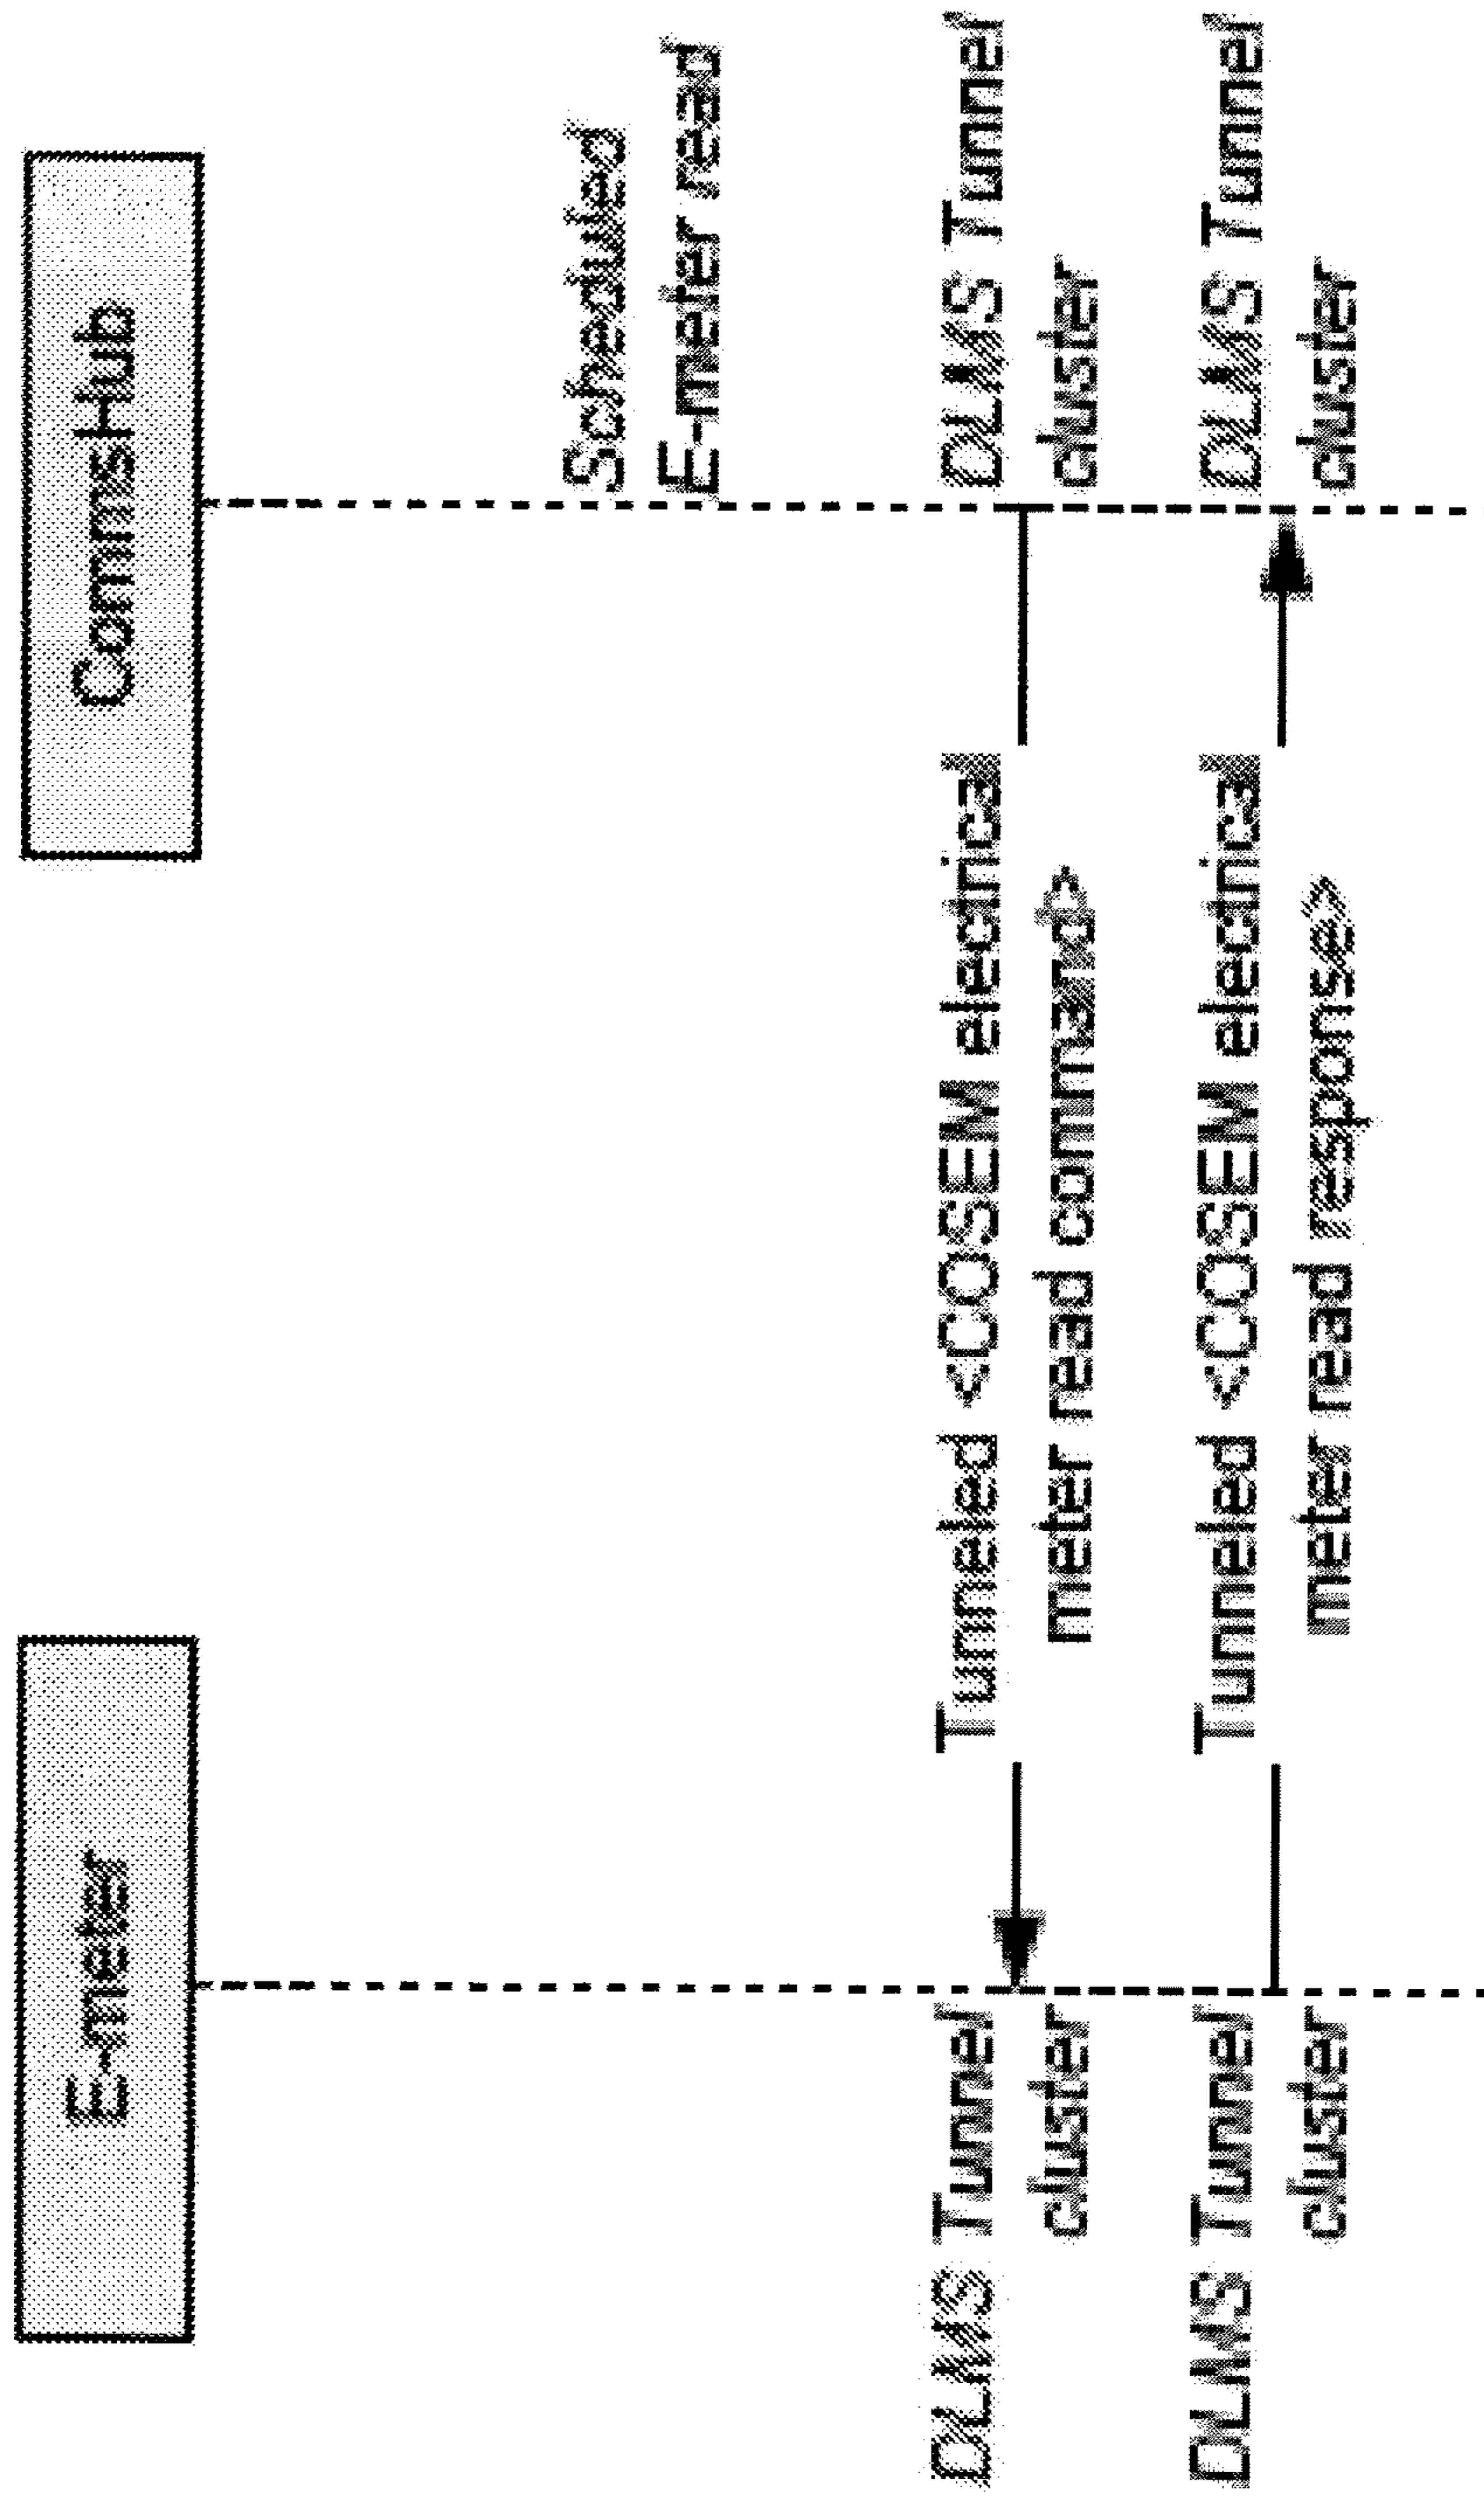 E-meter
CommsHub
Scheduled
E-meter read
DLMS Tunnel
cluster
Tunneled <COSEM electrical
meter read command>
DLMS Tunnel
cluster
DLMS Tunnel
cluster
Tunneled <COSEM electrical
meter read response>
DLMS Tunnel
cluster